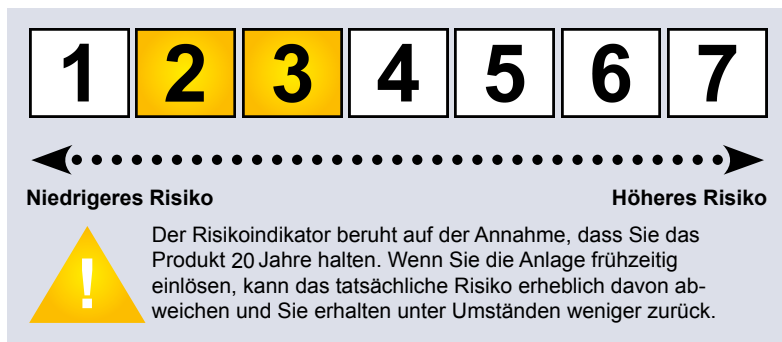 1 2 3 4 5 6 7
Niedrigeres Risiko Höheres Risiko
!
Der Risikoindikator beruht auf der Annahme, dass Sie das
Produkt 20 Jahre halten. Wenn Sie die Anlage frühzeitig
einlösen, kann das tatsächliche Risiko erheblich davon ab-
weichen und Sie erhalten unter Umständen weniger zurück.